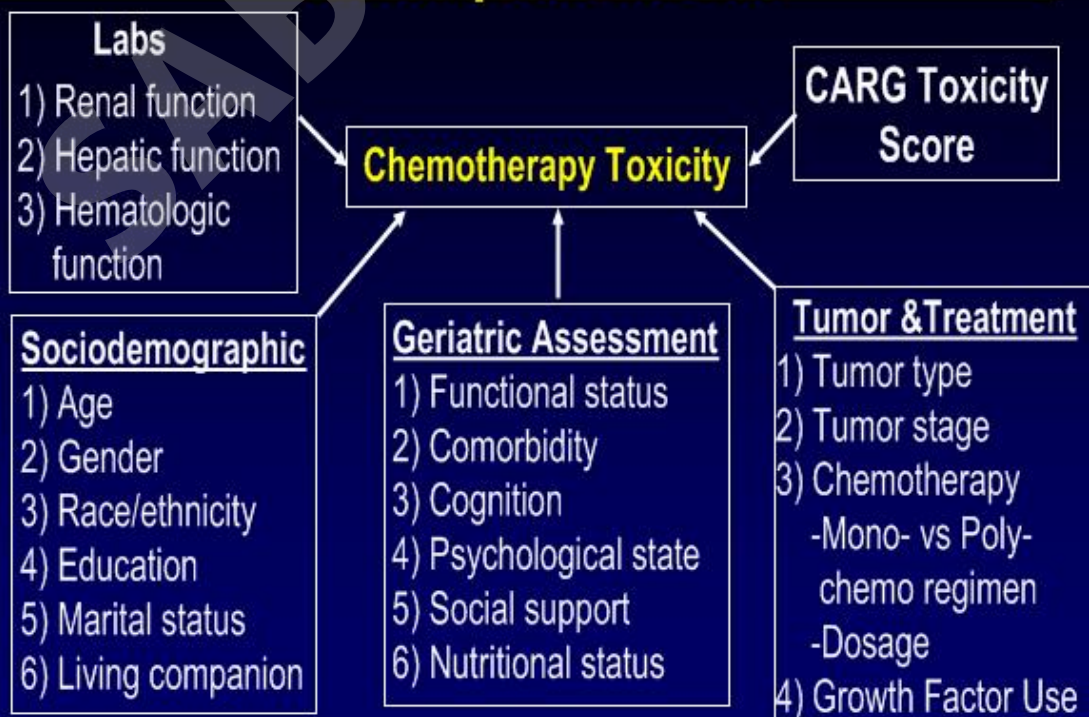 Labs
1) Renal function
2) Hepatic function
3) Hematologic
function
Chemotherapy Toxicity
CARG Toxicity
Score
Sociodemographic
1) Age
2) Gender
3) Race/ethnicity
4) Education
5) Marital status
6) Living companion
Geriatric Assessment
1) Functional status
2) Comorbidity
3) Cognition
4) Psychological state
5) Social support
6) Nutritional status
Tumor &Treatment
1) Tumor type
2) Tumor stage
3) Chemotherapy
-Mono- vs Poly-
chemo regimen
-Dosage
4) Growth Factor Use